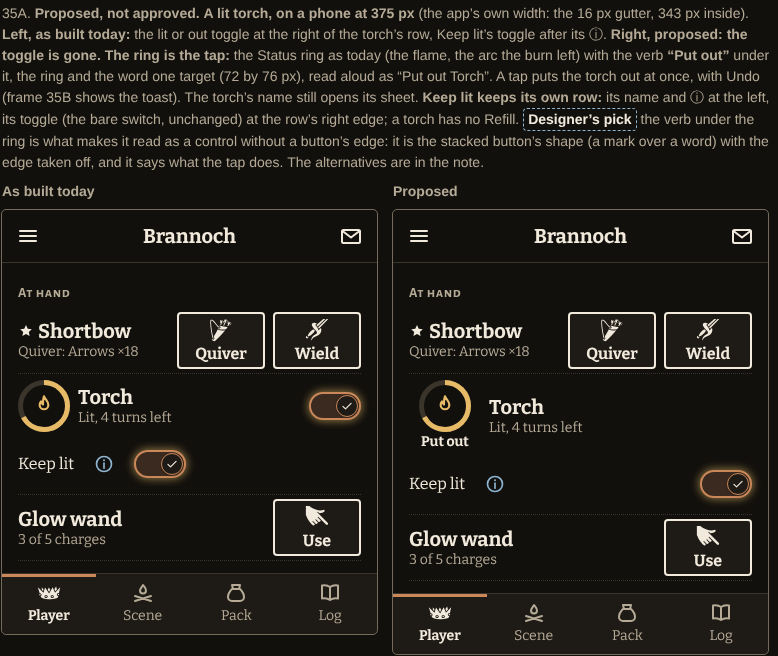 35A. Proposed, not approved. A lit torch, on a phone at 375 px (the app’s own width: the 16 px gutter, 343 px inside).
Left, as built today: the lit or out toggle at the right of the torch’s row, Keep lit’s toggle after its ⓘ. Right, proposed: the
toggle is gone. The ring is the tap: the Status ring as today (the flame, the arc the burn left) with the verb “Put out” under
it, the ring and the word one target (72 by 76 px), read aloud as “Put out Torch”. A tap puts the torch out at once, with Undo
(frame 35B shows the toast). The torch’s name still opens its sheet. Keep lit keeps its own row: its name and ⓘ at the left,
its toggle (the bare switch, unchanged) at the row’s right edge; a torch has no Refill. Designer’s pick the verb under the
ring is what makes it read as a control without a button’s edge: it is the stacked button’s shape (a mark over a word) with the
edge taken off, and it says what the tap does. The alternatives are in the note.
As built today
Brannoch
AT HAND
Shortbow
Quiver: Arrows ×18
Quiver
Wield
Torch
Lit, 4 turns left
Keep lit
Glow wand
3 of 5 charges
Use
Player
Scene
Pack
Log
Proposed
Brannoch
AT HAND
Shortbow
Quiver: Arrows ×18
Quiver
Wield
Torch
Lit, 4 turns left
Put out
Keep lit
Glow wand
3 of 5 charges
Use
Player
Scene
Pack
Log